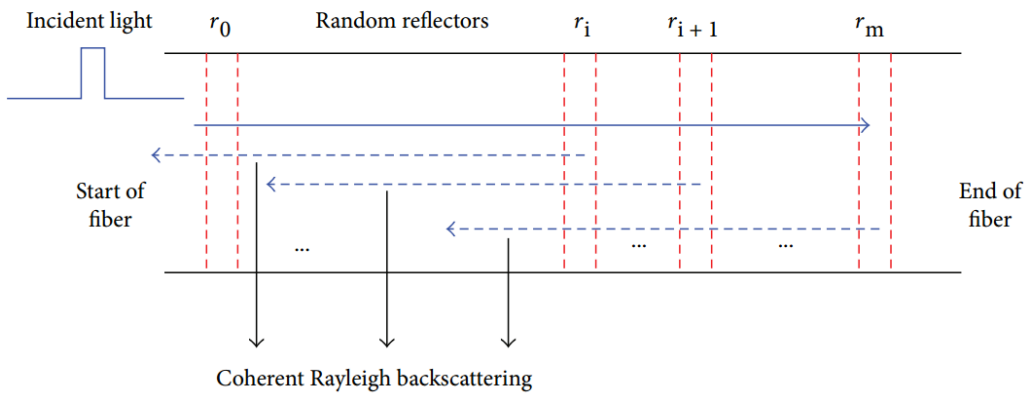 Incident light
r0
Random reflectors
ri
ri + 1
rm
Start of
fiber
End of
fiber
...
...
...
Coherent Rayleigh backscattering